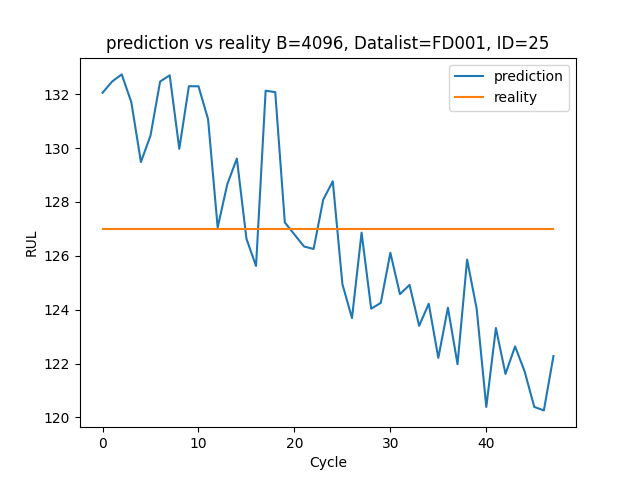 prediction vs reality B=4096, Datalist=FD001, ID=25
prediction
reality
132
130
128
126
124
122
120
RUL
0
10
20
30
40
Cycle